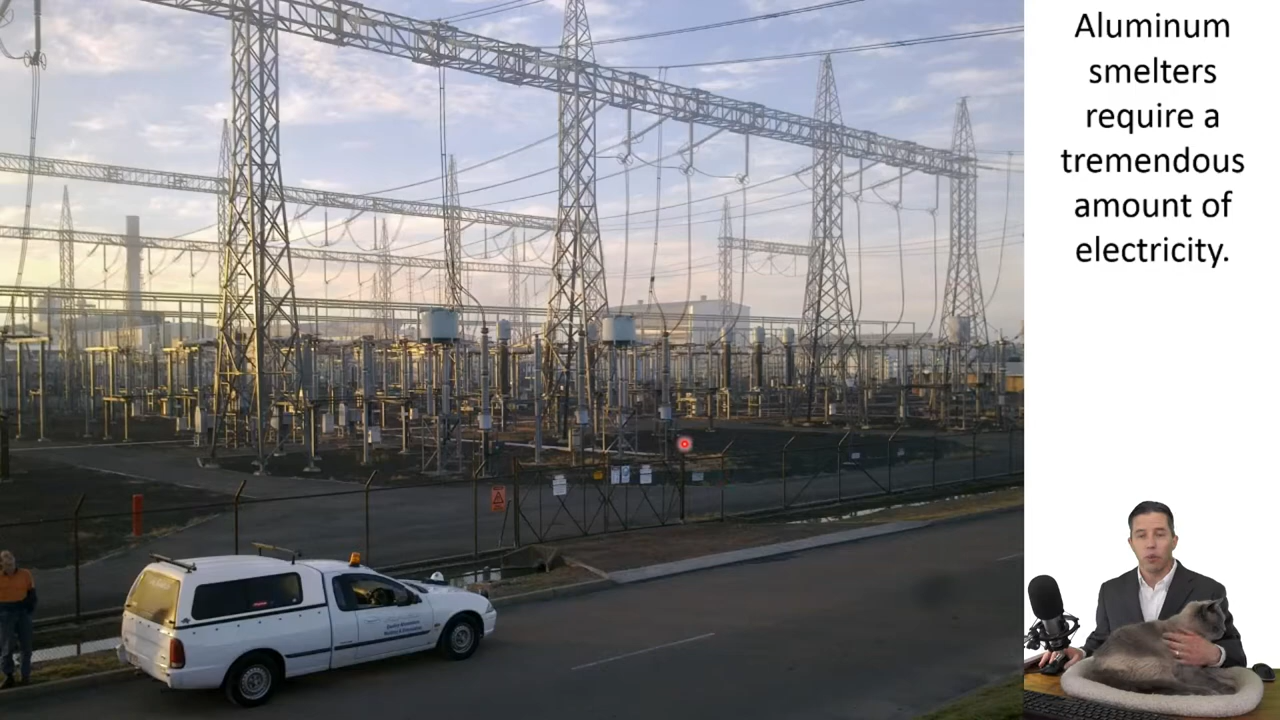 Aluminum
smelters
require a
tremendous
amount of
electricity.